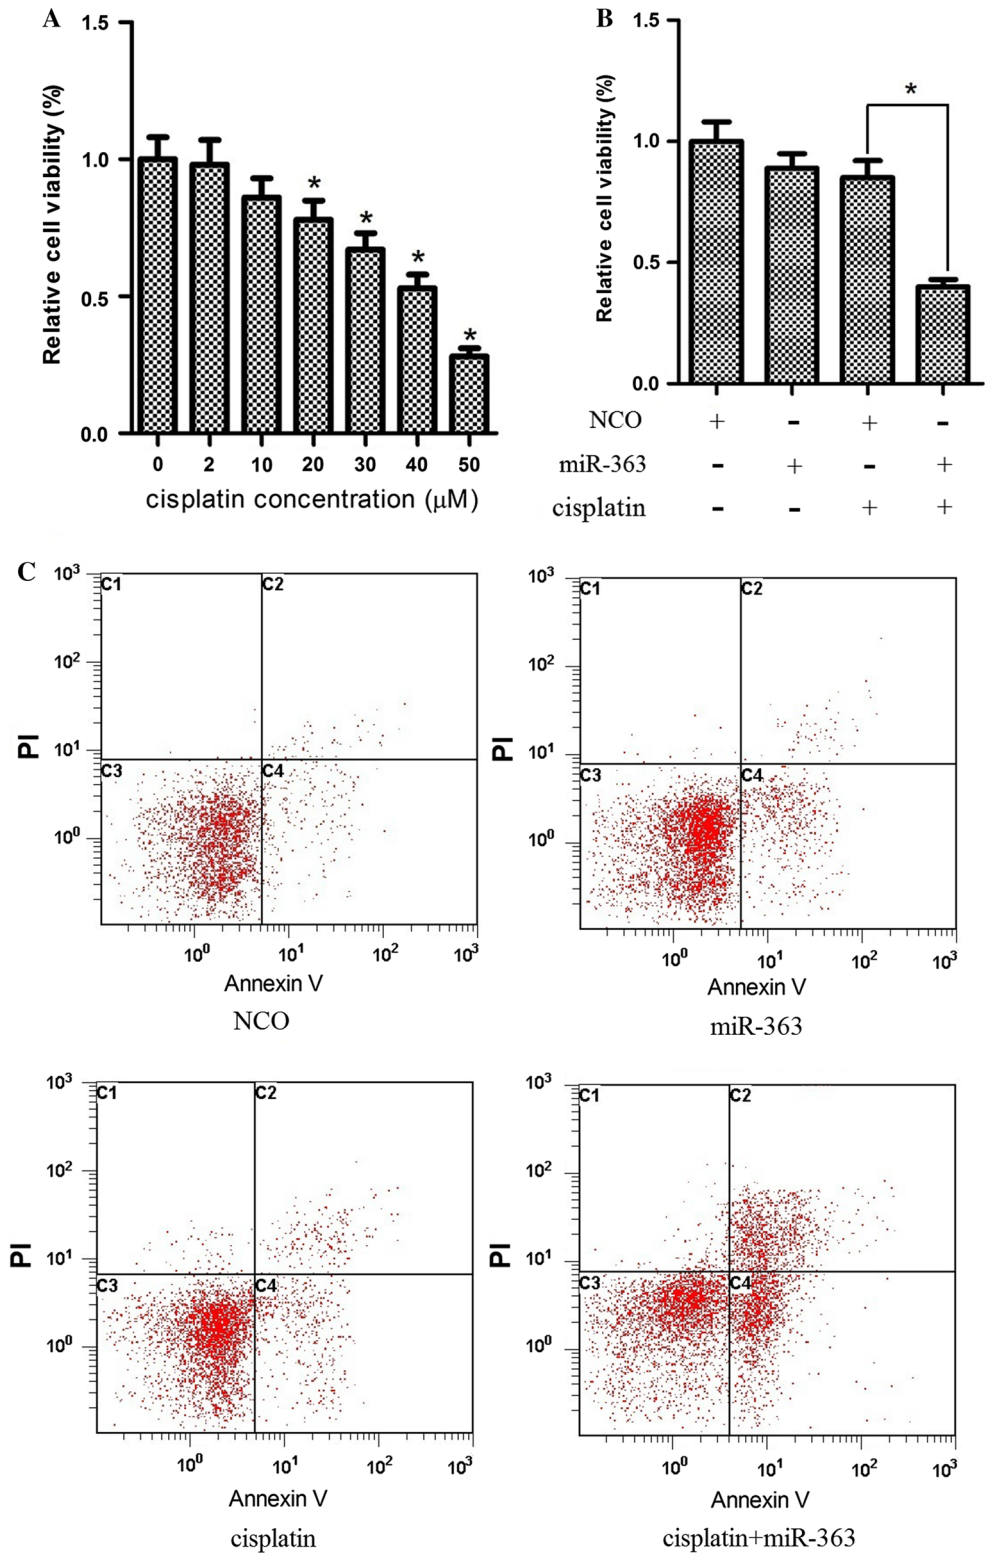 A
1.5
1.0
0.5
0.0
Relative cell viability (%)
* * * *
0 2 10 20 30 40 50
cisplatin concentration (μM)
B
1.5
1.0
0.5
0.0
Relative cell viability (%)
*
NCO + - + -
miR-363 - + - +
cisplatin - - + +
C
10³
10²
10¹
10⁰
PI
C1 C2
C3 C4
10⁰ 10¹ 10² 10³
Annexin V
NCO
10³
10²
10¹
10⁰
PI
C1 C2
C3 C4
10⁰ 10¹ 10² 10³
Annexin V
miR-363
10³
10²
10¹
10⁰
PI
C1 C2
C3 C4
10⁰ 10¹ 10² 10³
Annexin V
cisplatin
10³
10²
10¹
10⁰
PI
C1 C2
C3 C4
10⁰ 10¹ 10² 10³
Annexin V
cisplatin+miR-363